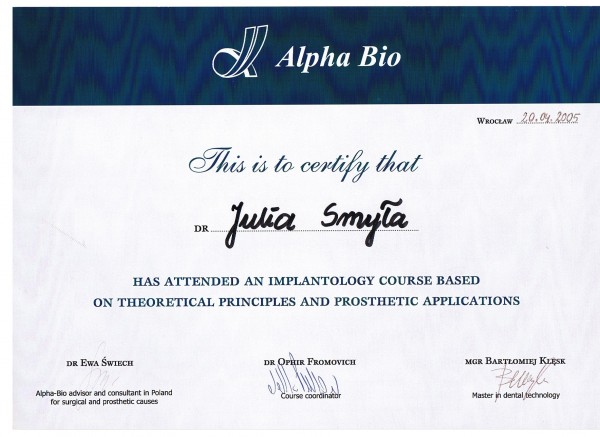 Alpha Bio
WROCŁAW 20.04.2005
This is to certify that
DR Julia Smyła
HAS ATTENDED AN IMPLANTOLOGY COURSE BASED
ON THEORETICAL PRINCIPLES AND PROSTHETIC APPLICATIONS
DR EWA ŚWIECH
Alpha-Bio advisor and consultant in Poland
for surgical and prosthetic causes
DR OPHIR FROMOVICH
Course coordinator
MGR BARTŁOMIEJ KŁĘSK
Master in dental technology